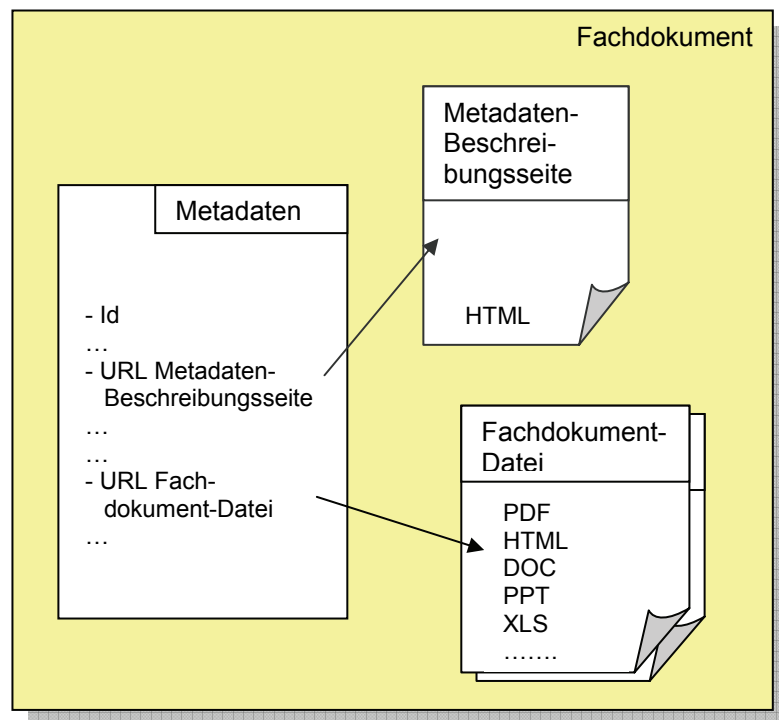 Fachdokument
Metadaten-
Beschrei-
bungsseite
HTML
Metadaten
- Id
…
- URL Metadaten-
Beschreibungsseite
…
…
- URL Fach-
dokument-Datei
…
Fachdokument-
Datei
PDF
HTML
DOC
PPT
XLS
…….